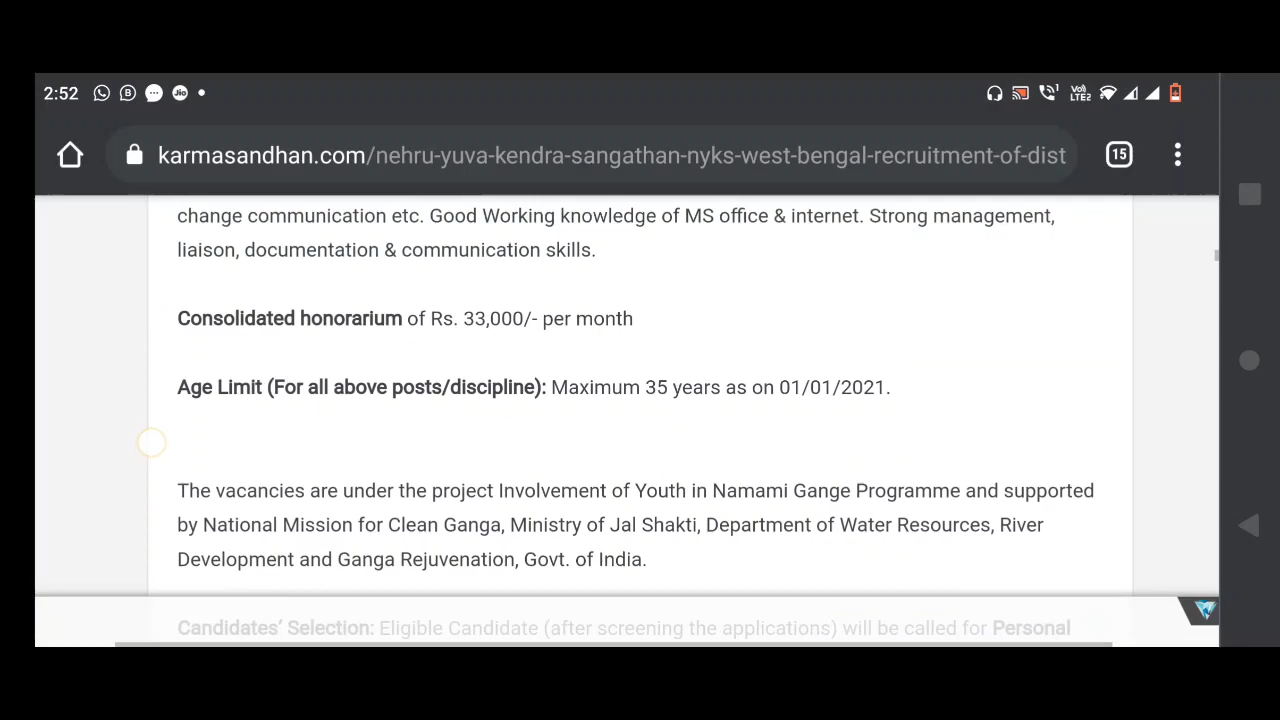 2:52
karmasandhan.com/nehru-yuva-kendra-sangathan-nyks-west-bengal-recruitment-of-dist
15
change communication etc. Good Working knowledge of MS office & internet. Strong management,
liaison, documentation & communication skills.
Consolidated honorarium of Rs. 33,000/- per month
Age Limit (For all above posts/discipline): Maximum 35 years as on 01/01/2021.
The vacancies are under the project Involvement of Youth in Namami Gange Programme and supported
by National Mission for Clean Ganga, Ministry of Jal Shakti, Department of Water Resources, River
Development and Ganga Rejuvenation, Govt. of India.
Candidates’ Selection: Eligible Candidate (after screening the applications) will be called for Personal